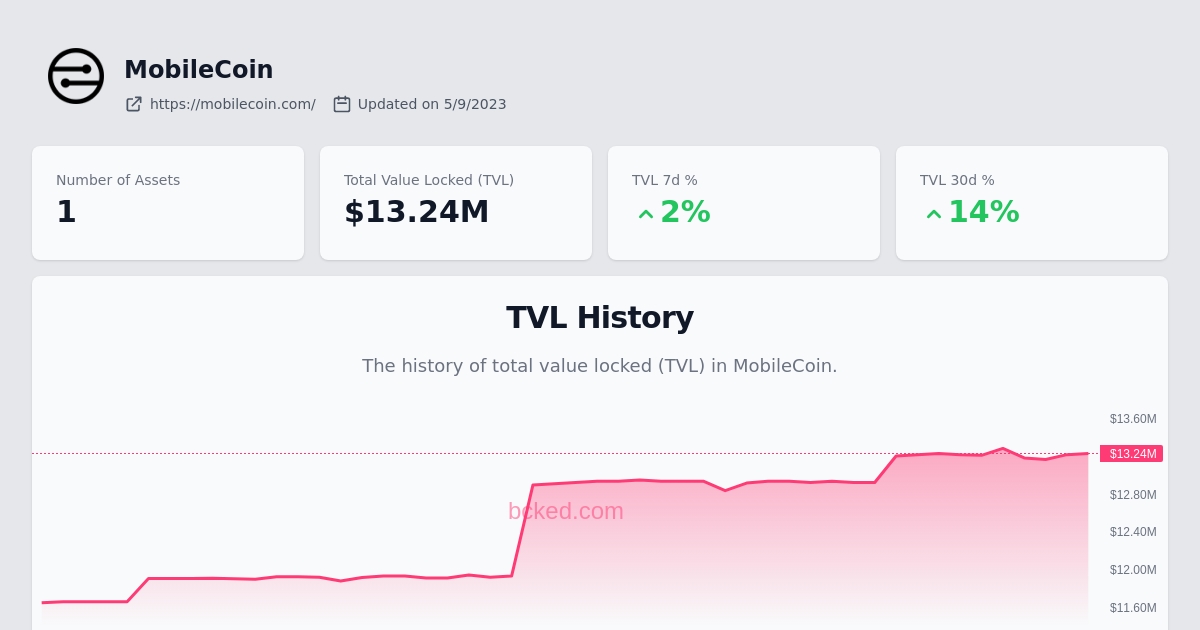 MobileCoin
https://mobilecoin.com/ Updated on 5/9/2023
Number of Assets
1
Total Value Locked (TVL)
$13.24M
TVL 7d %
2%
TVL 30d %
14%
TVL History
The history of total value locked (TVL) in MobileCoin.
$13.60M
$13.24M
$12.80M
bcked.com
$12.40M
$12.00M
$11.60M